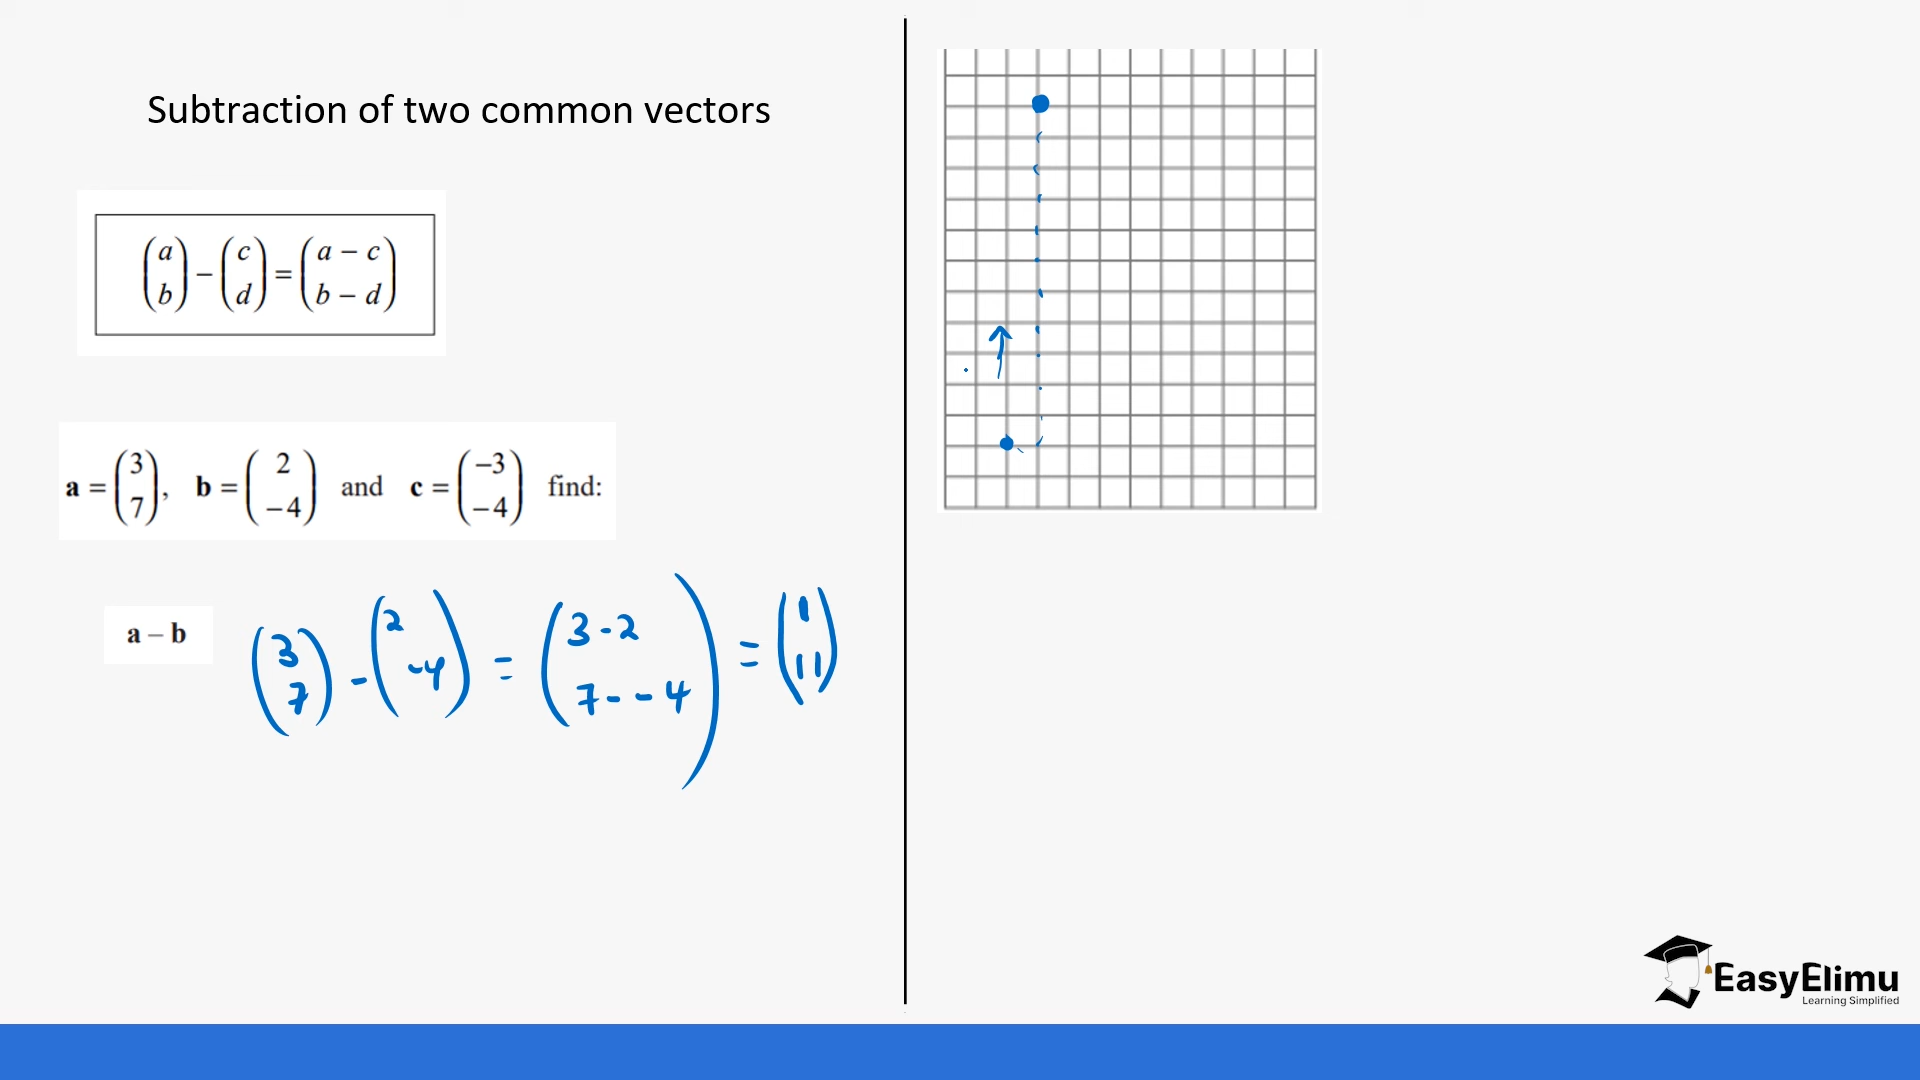 Subtraction of two common vectors
(a b) − (c d) = (a − c b − d)
a = (3 7), b = (2 −4) and c = (−3 −4) find:
a − b (3 7) - (2 -4) = (3-2 7--4) = (1 11)
EasyElimu
Learning Simplified